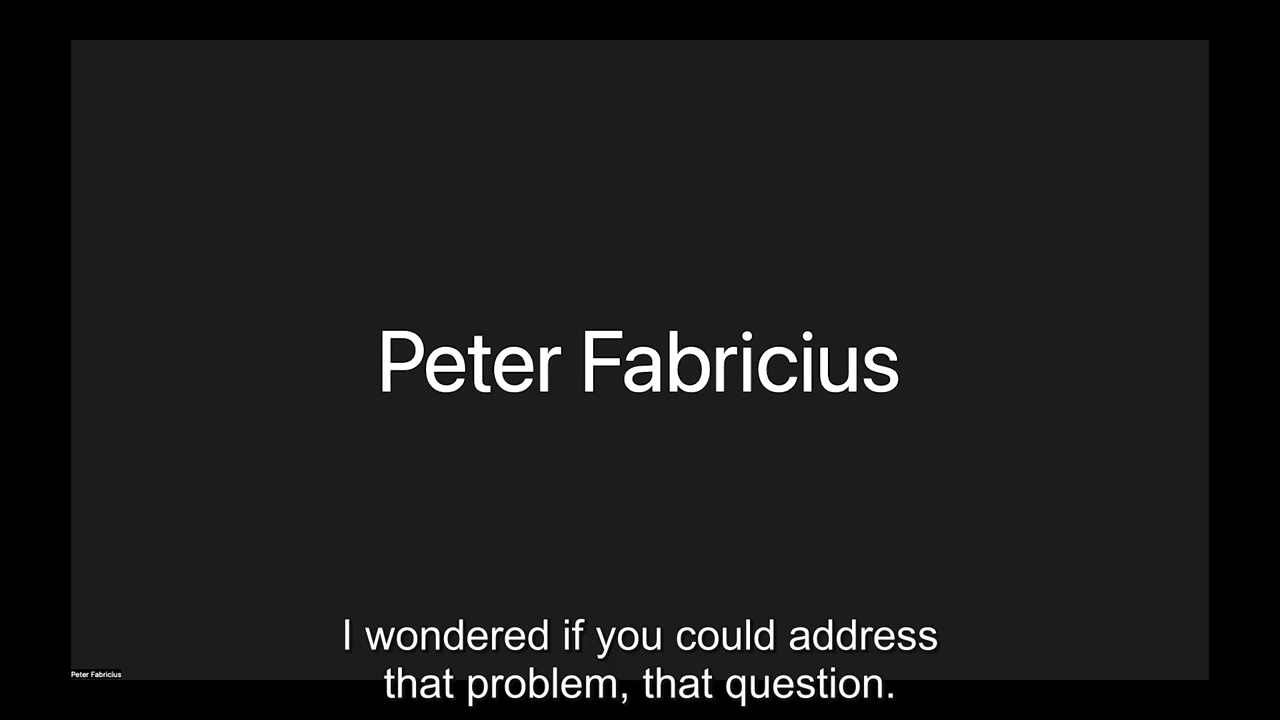 Peter Fabricius
I wondered if you could address
that problem, that question.
Peter Fabricius